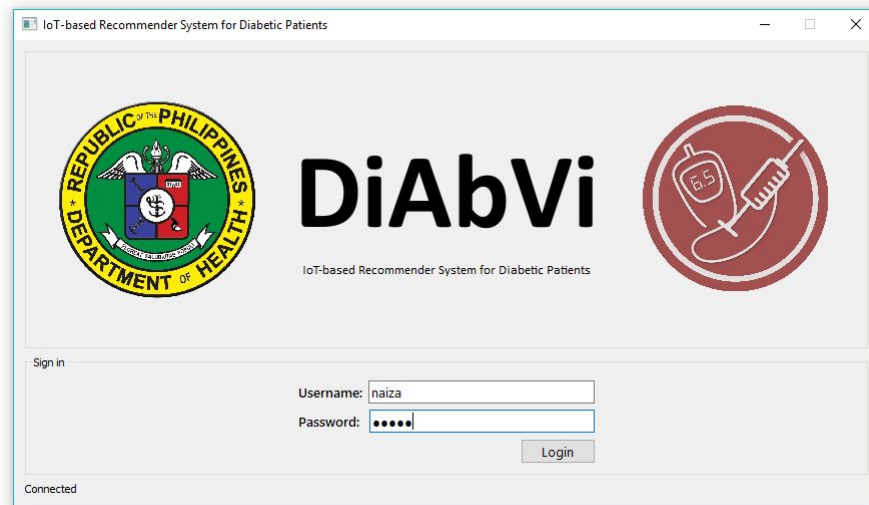 IoT-based Recommender System for Diabetic Patients
REPUBLIC OF THE PHILIPPINES
DEPARTMENT OF HEALTH
DiAbVi
IoT-based Recommender System for Diabetic Patients
6.5
Sign in
Username: naiza
Password: ●●●●●
Login
Connected